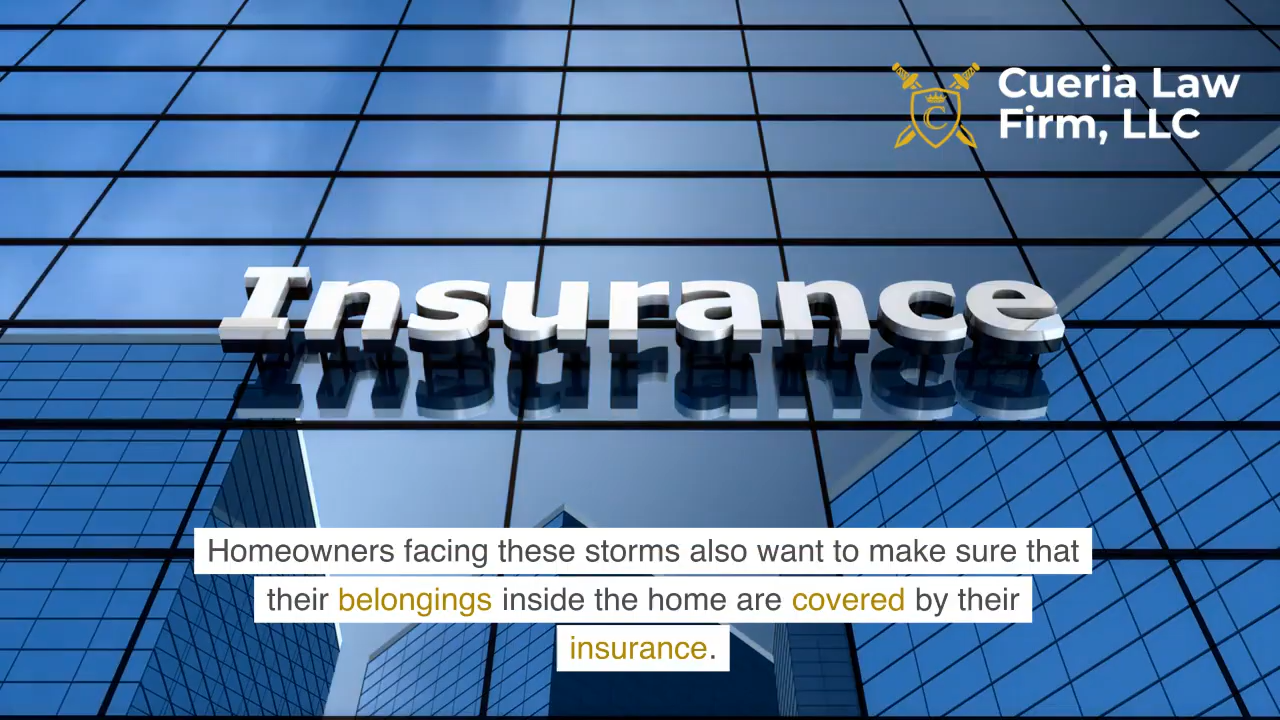 Cueria Law
Firm, LLC
C
Insurance
Homeowners facing these storms also want to make sure that
their belongings inside the home are covered by their
insurance.